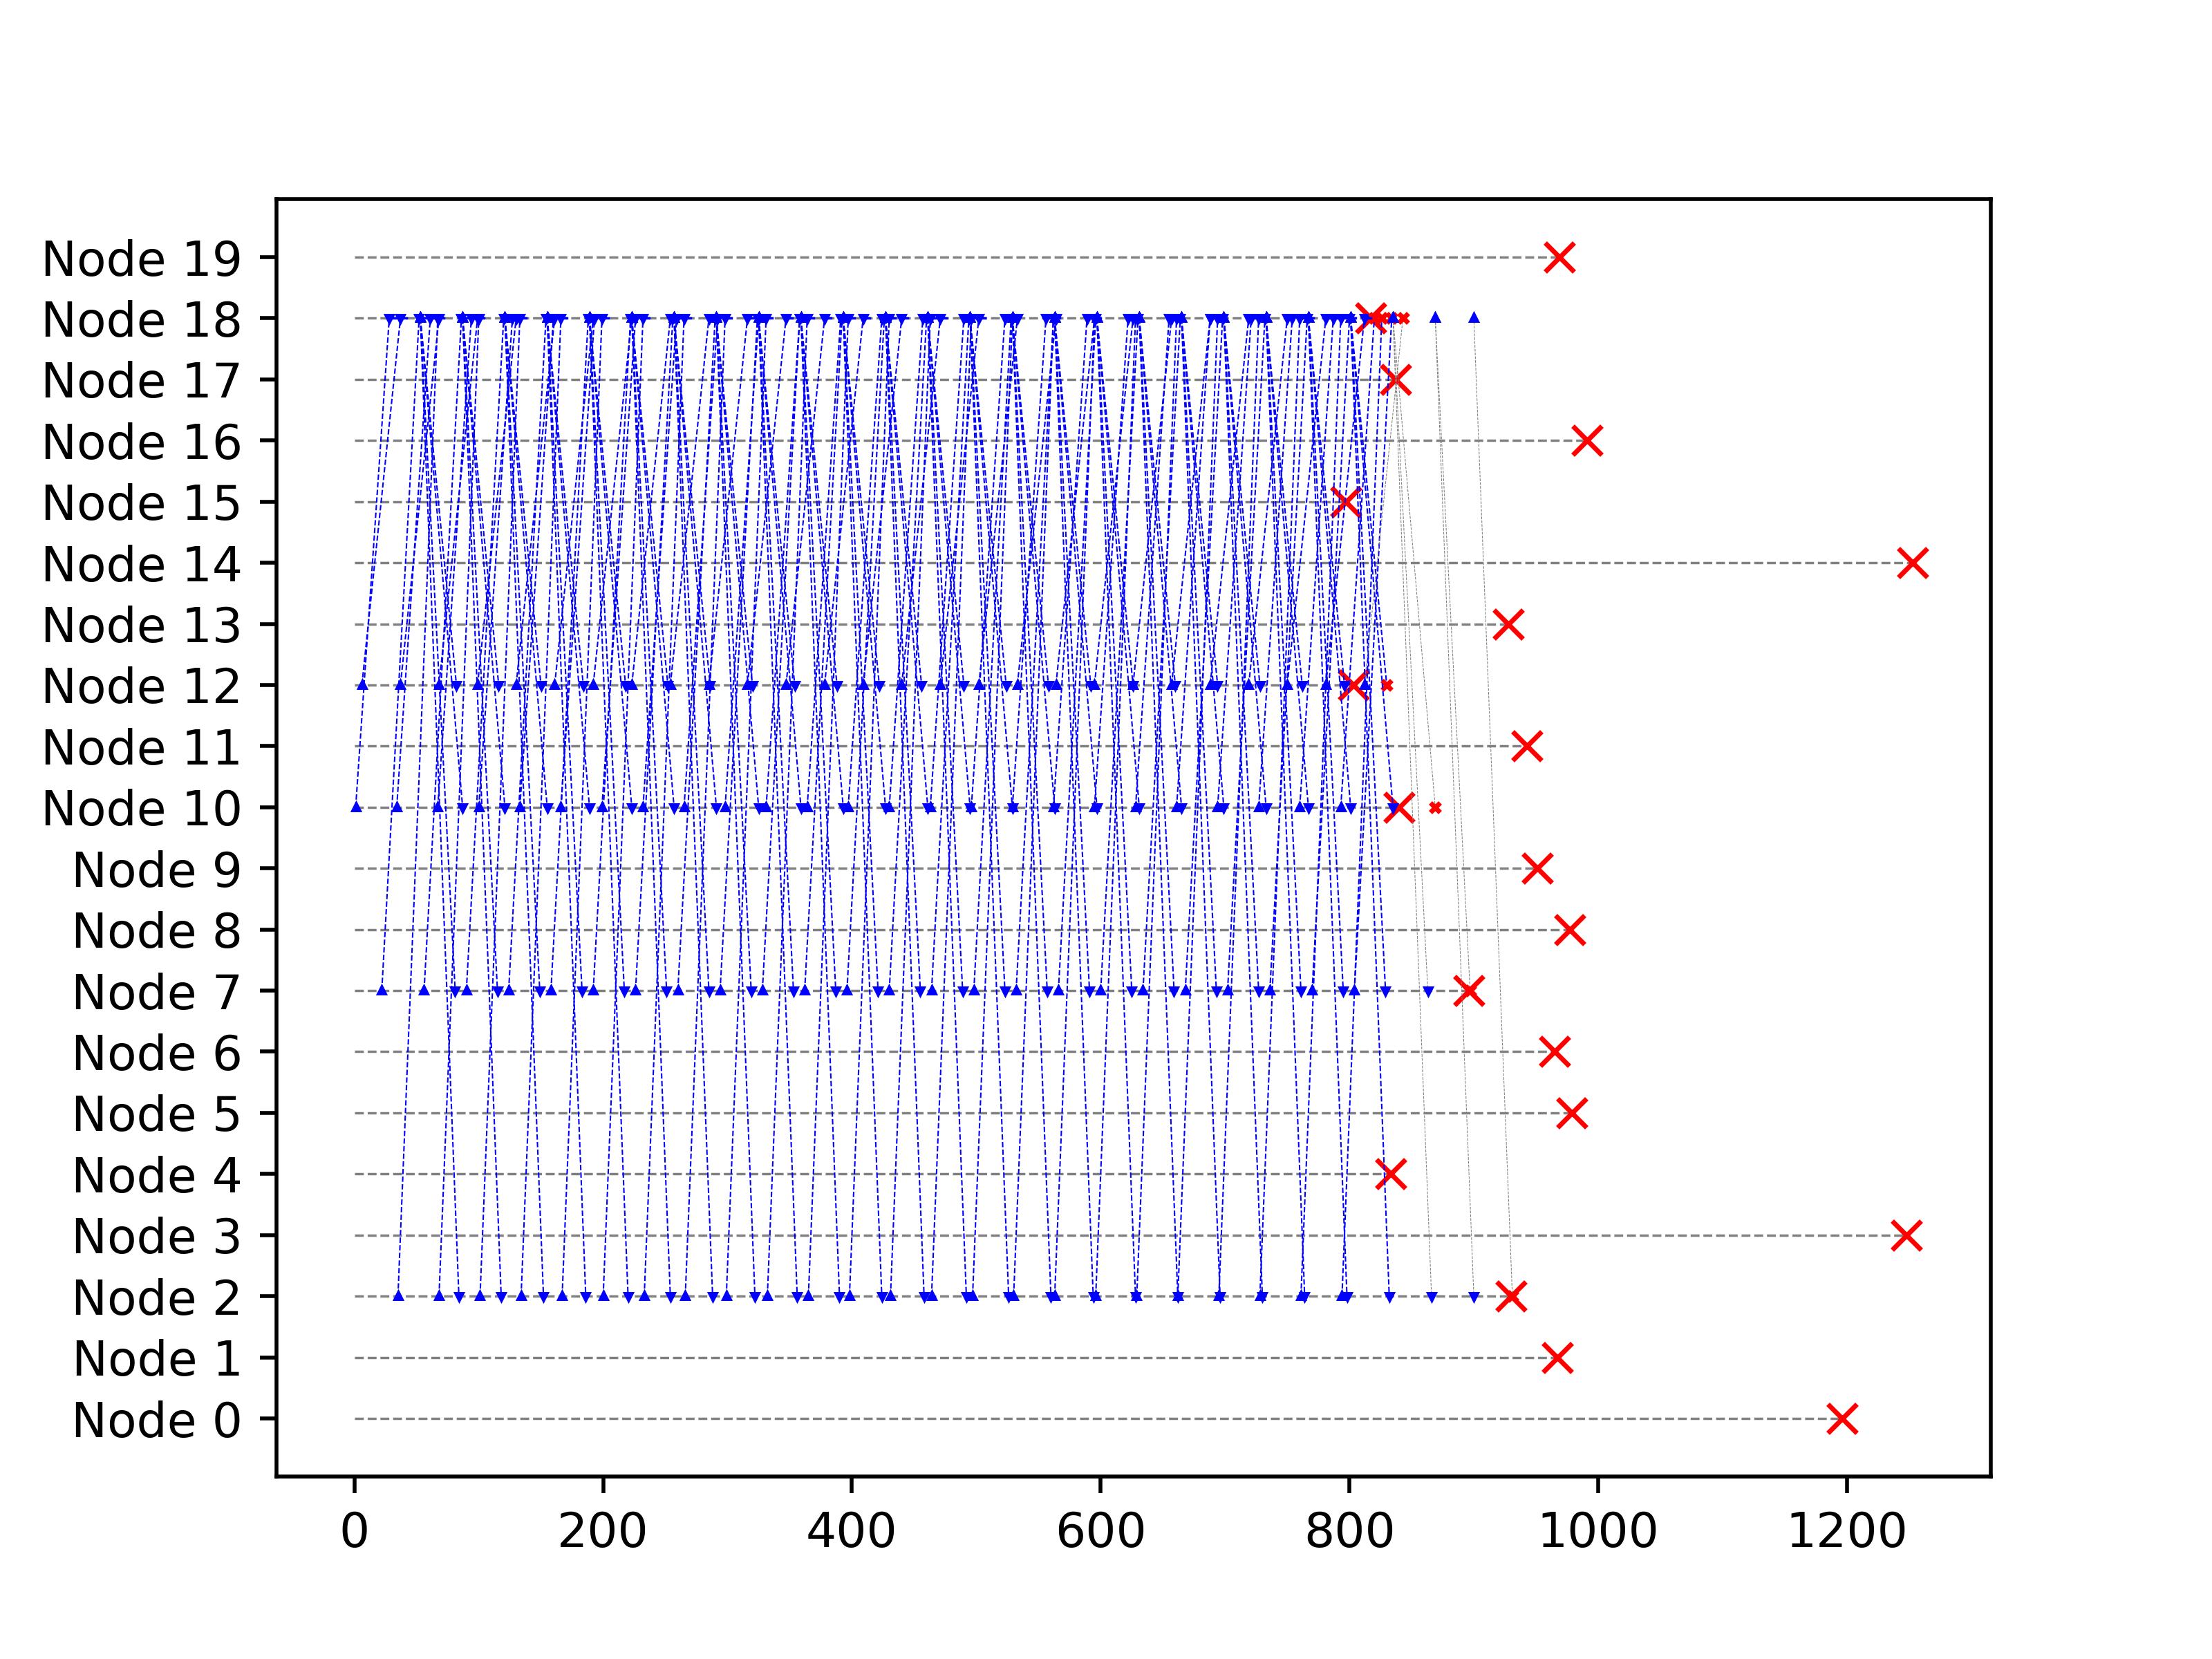 Node 19
Node 18
Node 17
Node 16
Node 15
Node 14
Node 13
Node 12
Node 11
Node 10
Node 9
Node 8
Node 7
Node 6
Node 5
Node 4
Node 3
Node 2
Node 1
Node 0
0 200 400 600 800 1000 1200